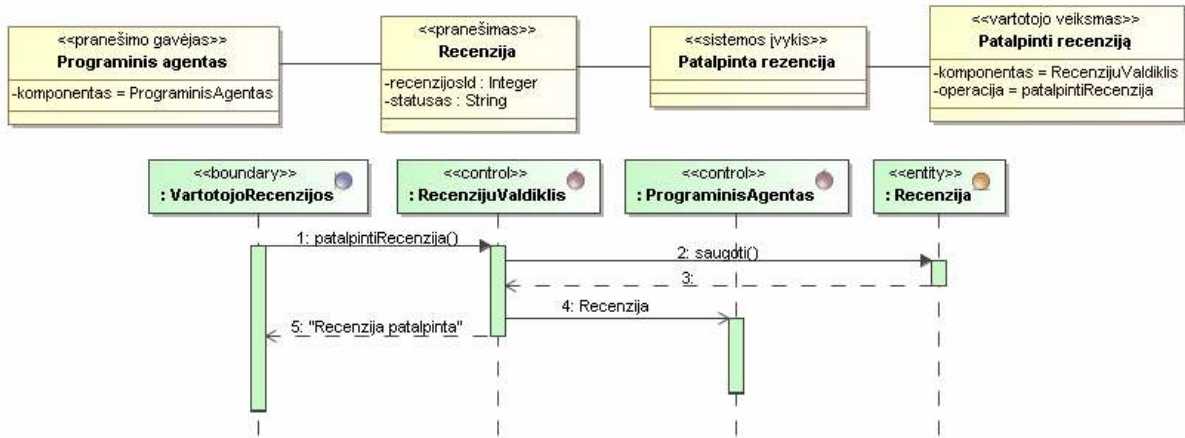 <<pranešimo gavėjas>>
Programinis agentas
-komponentas = PrograminisAgentas
<<pranešimas>>
Recenzija
-recenzijosId : Integer
-statusas : String
<<sistemos įvykis>>
Patalpinta rezencija
<<vartotojo veiksmas>>
Patalpinti recenziją
-komponentas = RecenzijuValdiklis
-operacija = patalpintiRecenzija
<<boundary>>
: VartotojoRecenzijos
<<control>>
: RecenzijuValdiklis
<<control>>
: PrograminisAgentas
<<entity>>
: Recenzija
1: patalpintiRecenzija()
2: saugoti()
3:
4: Recenzija
5: "Recenzija patalpinta"